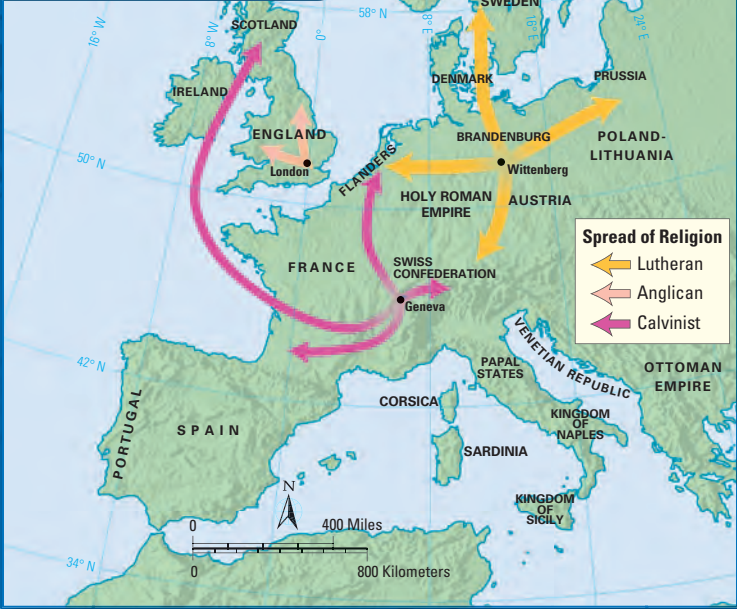 SWEDEN
58° N
16° W
8° W
0°
8° E
16° E
24° E
SCOTLAND
DENMARK
PRUSSIA
IRELAND
ENGLAND
BRANDENBURG
POLAND-
LITHUANIA
50° N
London
FLANDERS
Wittenberg
HOLY ROMAN
EMPIRE
AUSTRIA
Spread of Religion
Lutheran
Anglican
Calvinist
FRANCE
SWISS
CONFEDERATION
Geneva
VENETIAN REPUBLIC
42° N
PAPAL
STATES
OTTOMAN
EMPIRE
CORSICA
PORTUGAL
SPAIN
KINGDOM
OF
NAPLES
SARDINIA
N
KINGDOM
OF
SICILY
0
400 Miles
34° N
0
800 Kilometers